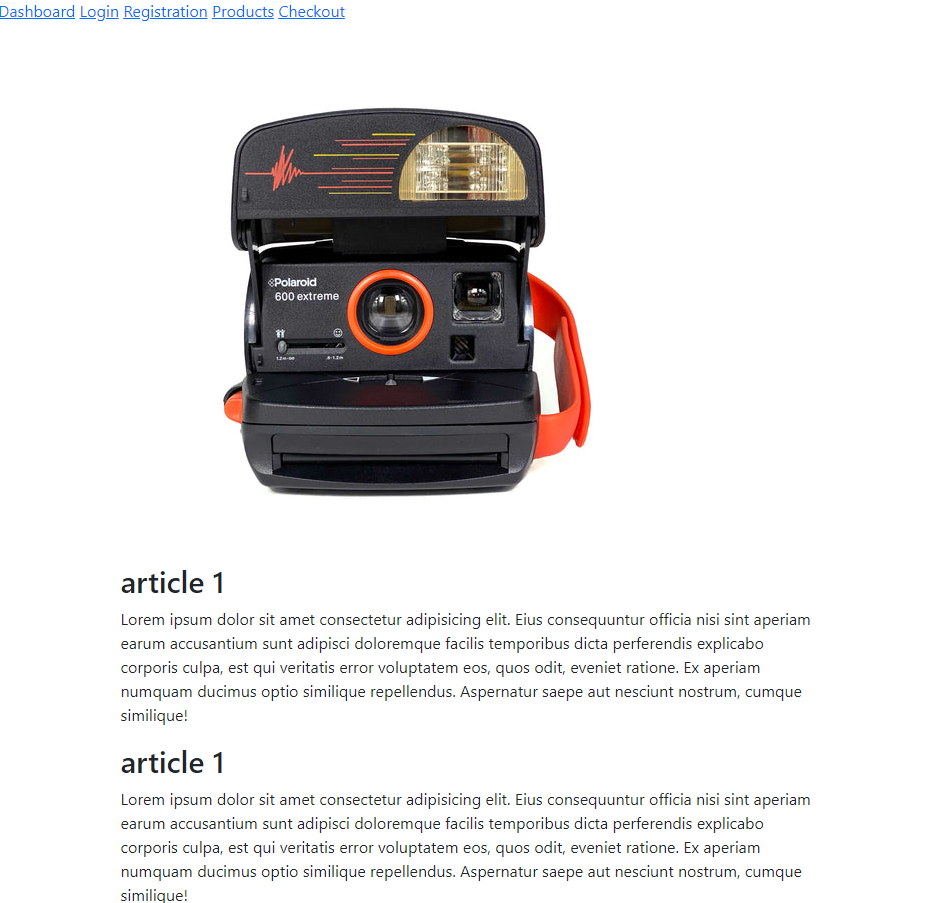 Dashboard Login Registration Products Checkout
Polaroid
600 extreme
1.2m-∞ .6-1.2m
article 1
Lorem ipsum dolor sit amet consectetur adipisicing elit. Eius consequuntur officia nisi sint aperiam
earum accusantium sunt adipisci doloremque facilis temporibus dicta perferendis explicabo
corporis culpa, est qui veritatis error voluptatem eos, quos odit, eveniet ratione. Ex aperiam
numquam ducimus optio similique repellendus. Aspernatur saepe aut nesciunt nostrum, cumque
similique!
article 1
Lorem ipsum dolor sit amet consectetur adipisicing elit. Eius consequuntur officia nisi sint aperiam
earum accusantium sunt adipisci doloremque facilis temporibus dicta perferendis explicabo
corporis culpa, est qui veritatis error voluptatem eos, quos odit, eveniet ratione. Ex aperiam
numquam ducimus optio similique repellendus. Aspernatur saepe aut nesciunt nostrum, cumque
similique!